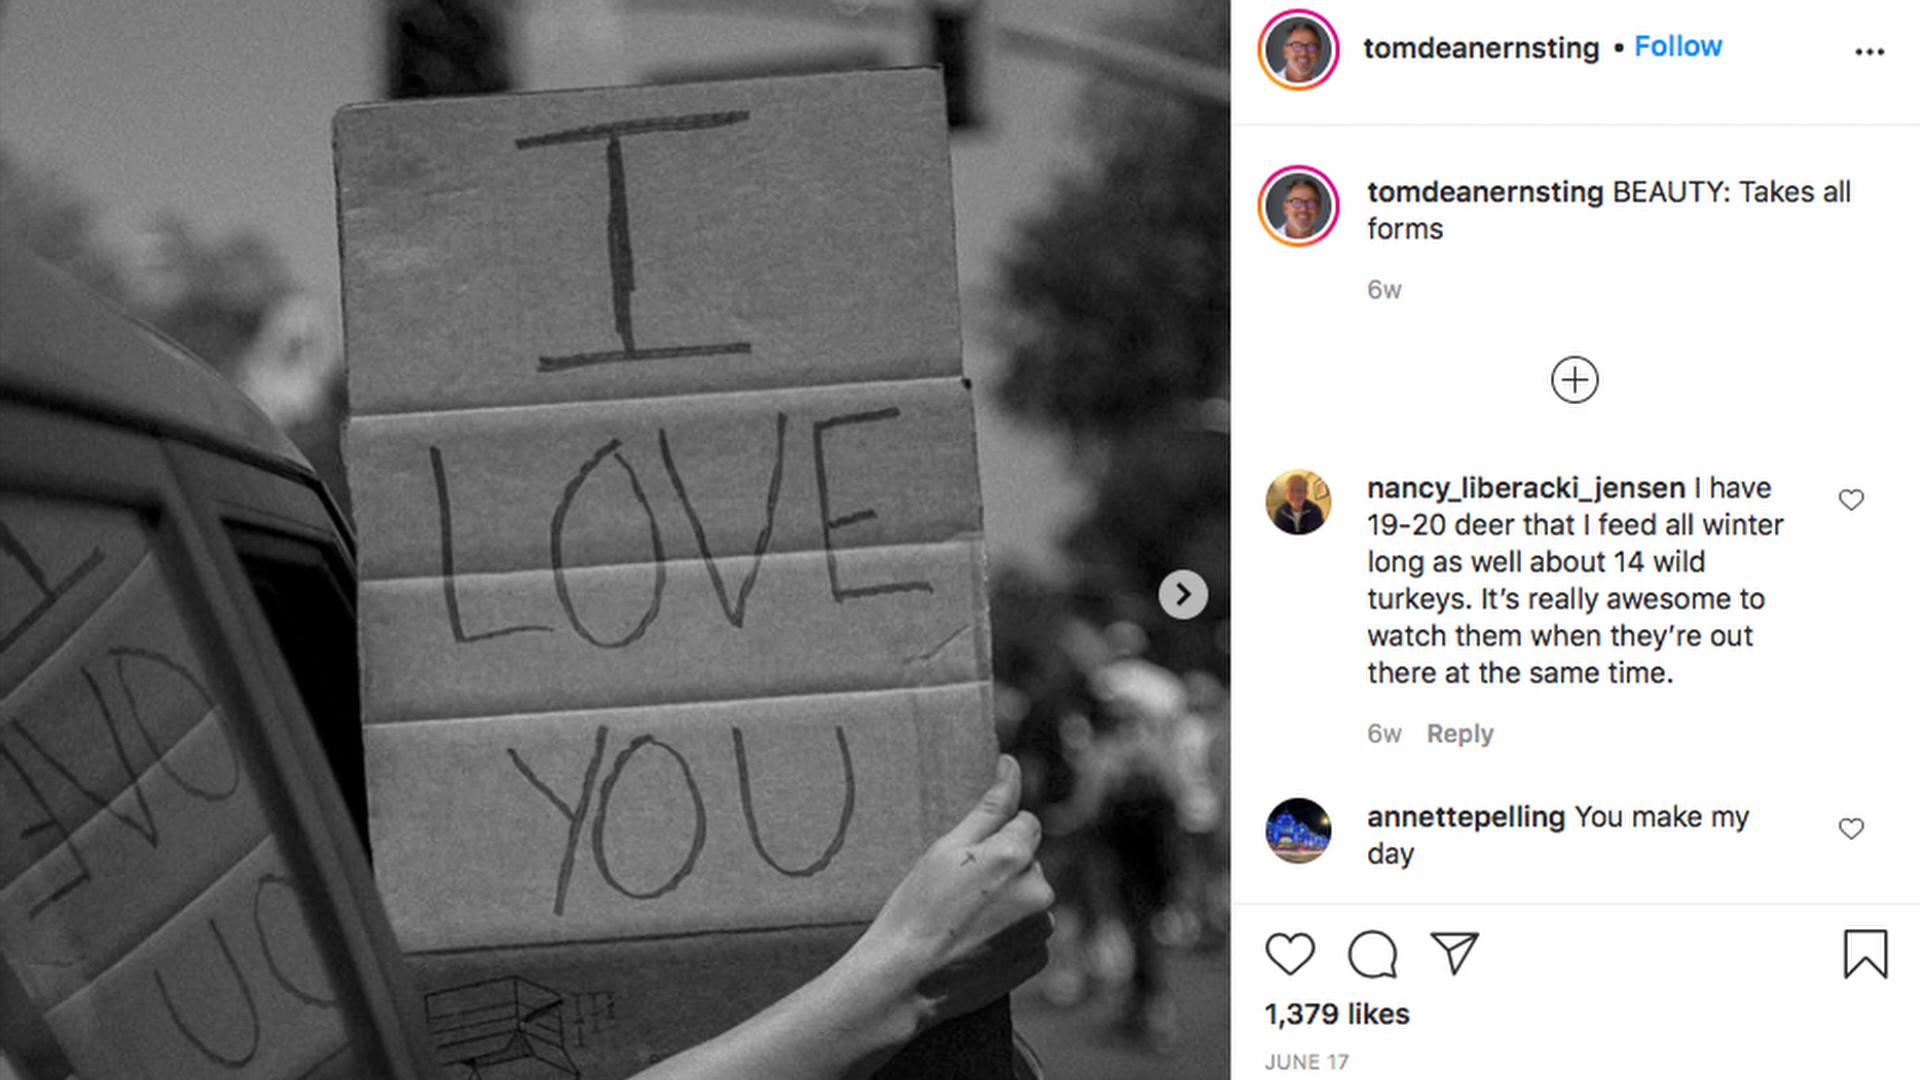 I
LOVE
YOU
tomdeanernsting • Follow
tomdeanernsting BEAUTY: Takes all
forms
6w
nancy_liberacki_jensen I have
19-20 deer that I feed all winter
long as well about 14 wild
turkeys. It’s really awesome to
watch them when they’re out
there at the same time.
6w Reply
annettepelling You make my
day
1,379 likes
JUNE 17